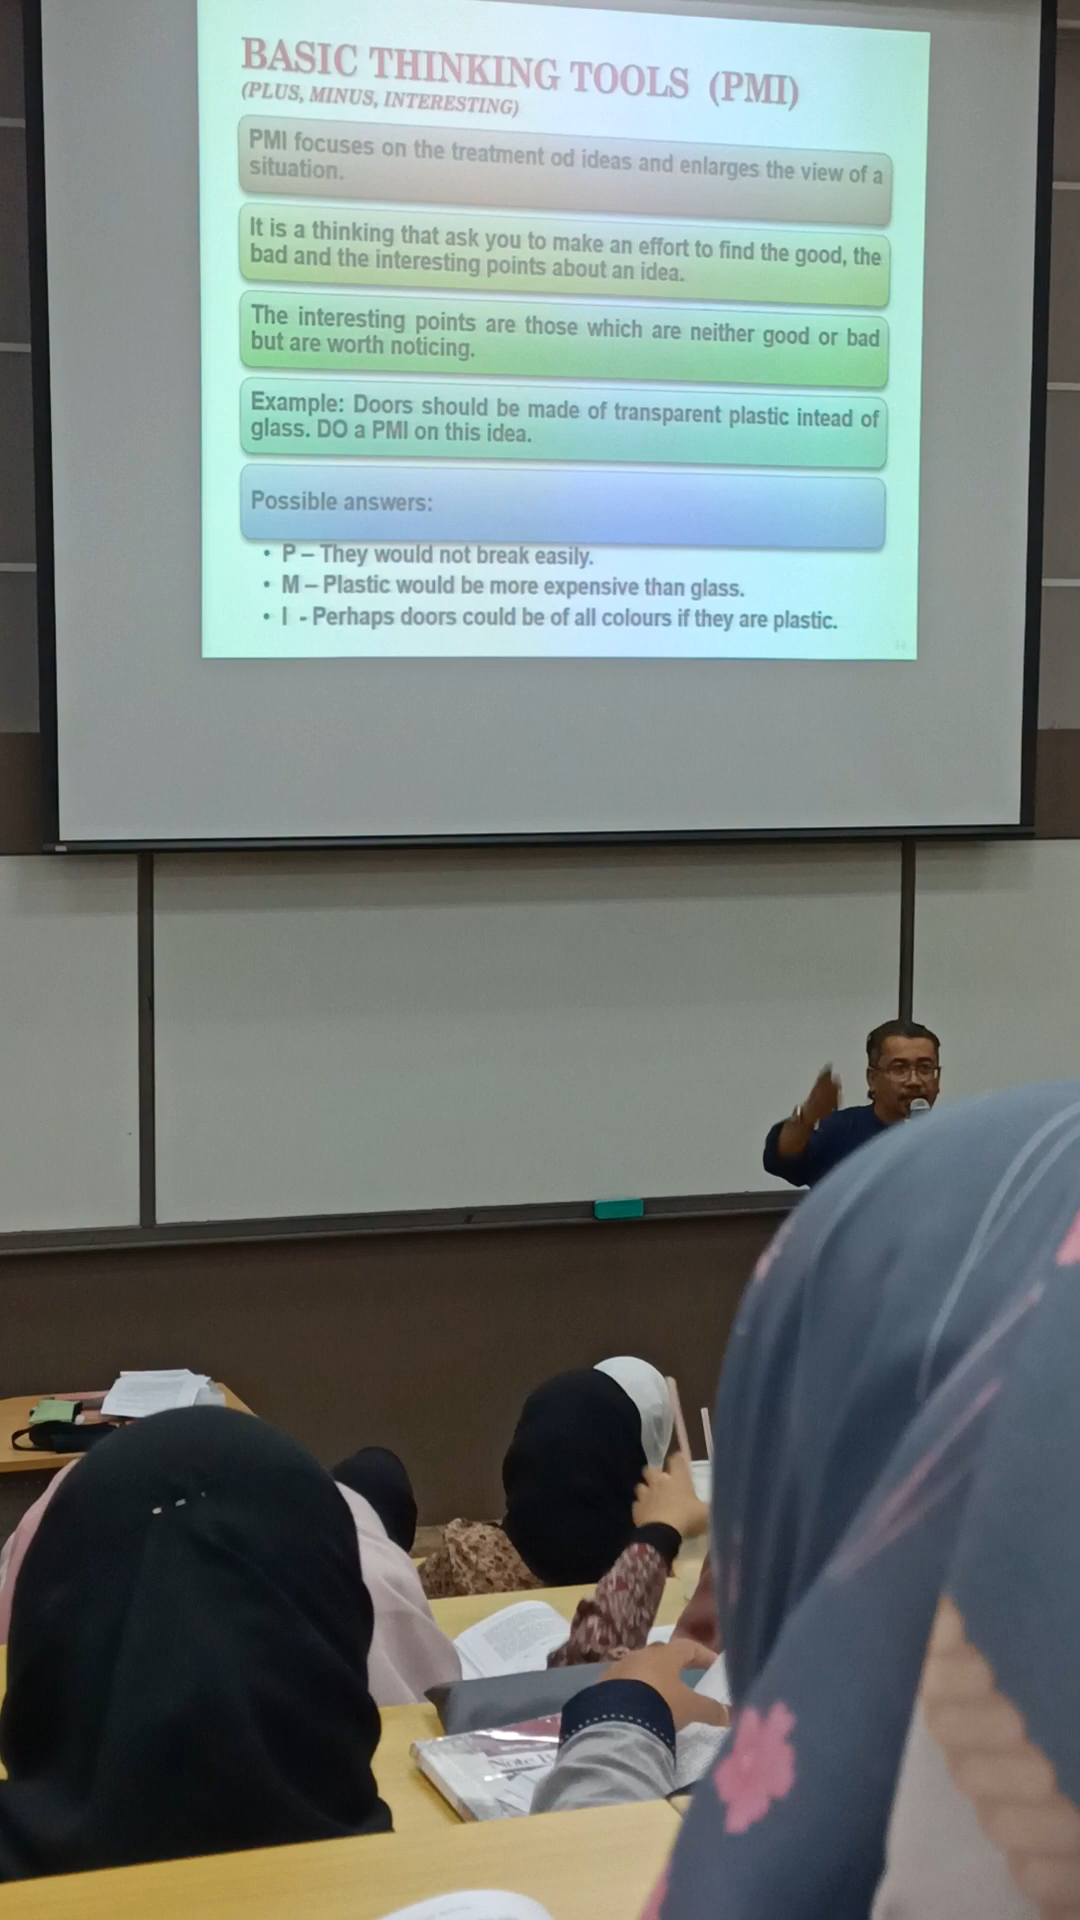 BASIC THINKING TOOLS (PMI)
(PLUS, MINUS, INTERESTING)
PMI focuses on the treatment od ideas and enlarges the view of a
situation.
It is a thinking that ask you to make an effort to find the good, the
bad and the interesting points about an idea.
The interesting points are those which are neither good or bad
but are worth noticing.
Example: Doors should be made of transparent plastic intead of
glass. DO a PMI on this idea.
Possible answers:
• P – They would not break easily.
• M – Plastic would be more expensive than glass.
• I - Perhaps doors could be of all colours if they are plastic.
Note